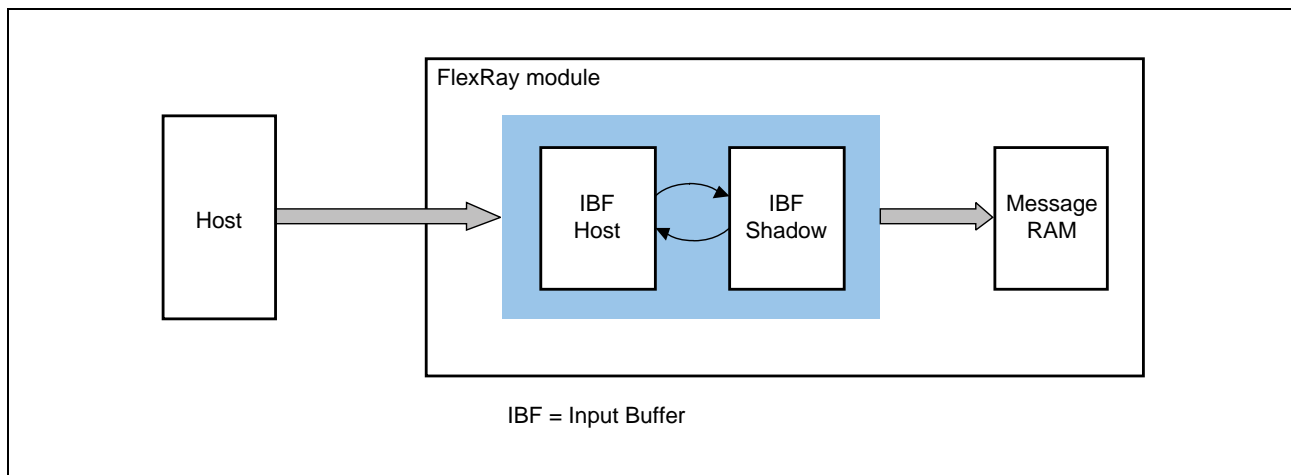 FlexRay module
Host
IBF
Host
IBF
Shadow
Message
RAM
IBF = Input Buffer